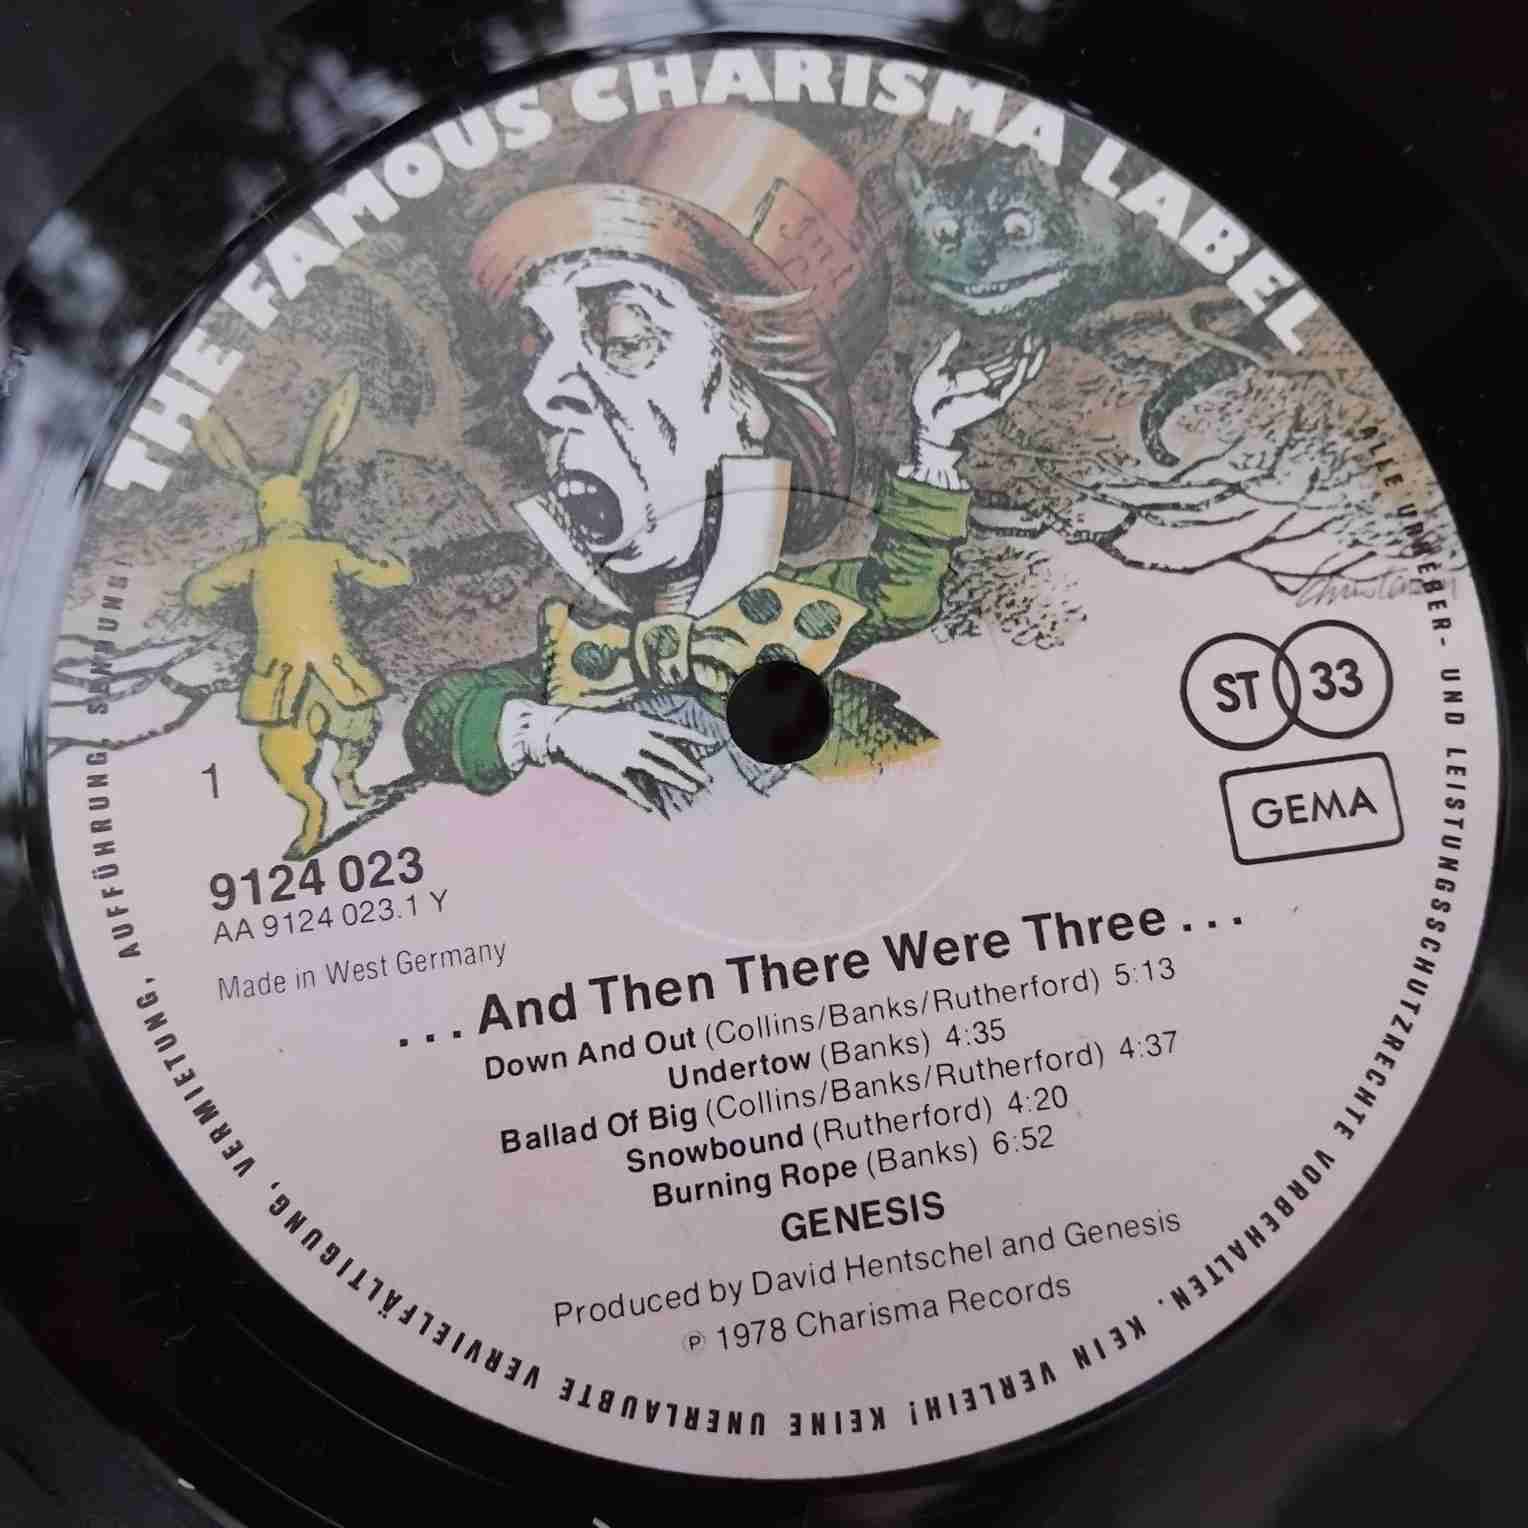 THE FAMOUS CHARISMA LABEL
ST 33
GEMA
1
9124 023
AA 9124 023.1 Y
Made in West Germany
. . . And Then There Were Three . . .
Down And Out (Collins/Banks/Rutherford) 5:13
Undertow (Banks) 4:35
Ballad Of Big (Collins/Banks/Rutherford) 4:37
Snowbound (Rutherford) 4:20
Burning Rope (Banks) 6:52
GENESIS
Produced by David Hentschel and Genesis
℗ 1978 Charisma Records
ALLE URHEBER- UND LEISTUNGSSCHUTZRECHTE VORBEHALTEN. KEIN VERLEIH! KEINE UNERLAUBTE VERVIELFÄLTIGUNG, VERMIETUNG, AUFFÜHRUNG, SENDUNG!